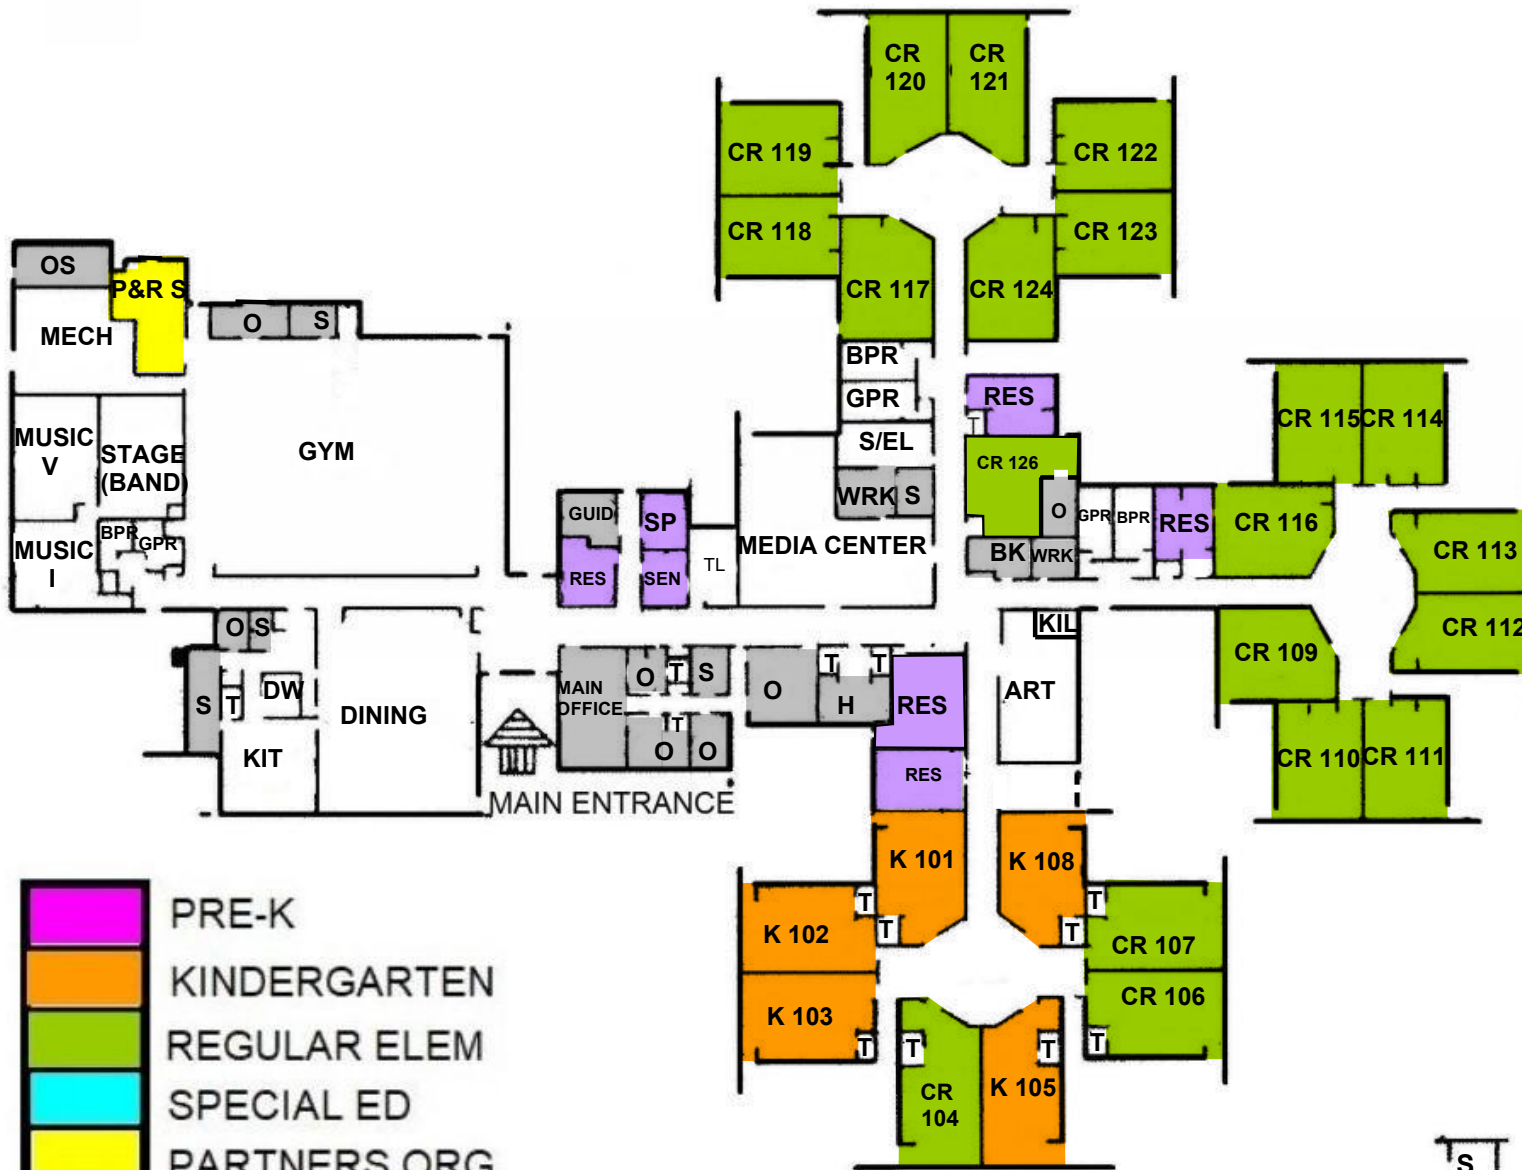 CR
120
CR
121
CR 119
CR 122
CR 118
CR 123
CR 117
CR 124
OS
P&R S
MECH
O
S
BPR
GPR
S/EL
WRK
S
RES
T
CR 126
O
GPR
BPR
RES
CR 115
CR 114
CR 116
CR 113
CR 112
MUSIC
V
STAGE
(BAND)
GYM
MUSIC
I
BPR
GPR
GUID
SP
RES
SEN
TL
MEDIA CENTER
BK
WRK
KIL
ART
CR 109
CR 110
CR 111
O
S
S
T
DW
KIT
DINING
MAIN
OFFICE
O
T
S
T
O
O
O
T
T
H
RES
RES
MAIN ENTRANCE
K 101
K 108
T
T
T
T
K 102
CR 107
K 103
CR 106
T
T
T
T
CR
104
K 105
PRE-K
KINDERGARTEN
REGULAR ELEM
SPECIAL ED
PARTNERS ORG
S